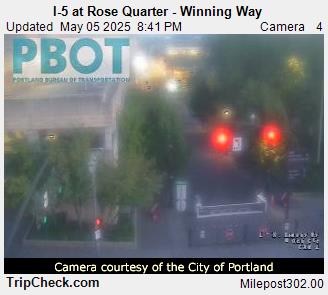 I-5 at Rose Quarter - Winning Way
Updated May 05 2025 8:41 PM Camera 4
PBOT
PORTLAND BUREAU OF TRANSPORTATION
Camera courtesy of the City of Portland
TripCheck.com Milepost302.00